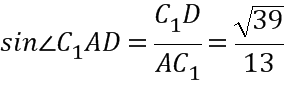 sin∠C₁AD = C₁D/AC₁ = √39/13